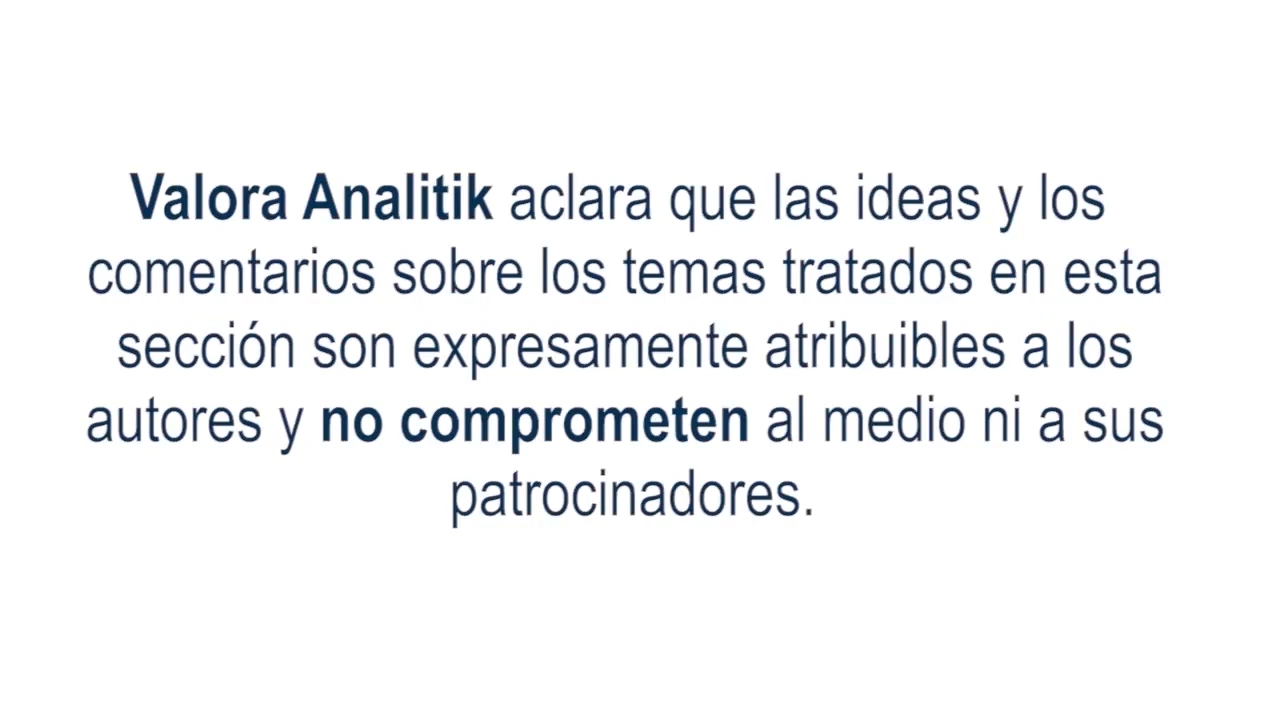 Valora Analitik aclara que las ideas y los
comentarios sobre los temas tratados en esta
sección son expresamente atribuibles a los
autores y no comprometen al medio ni a sus
patrocinadores.